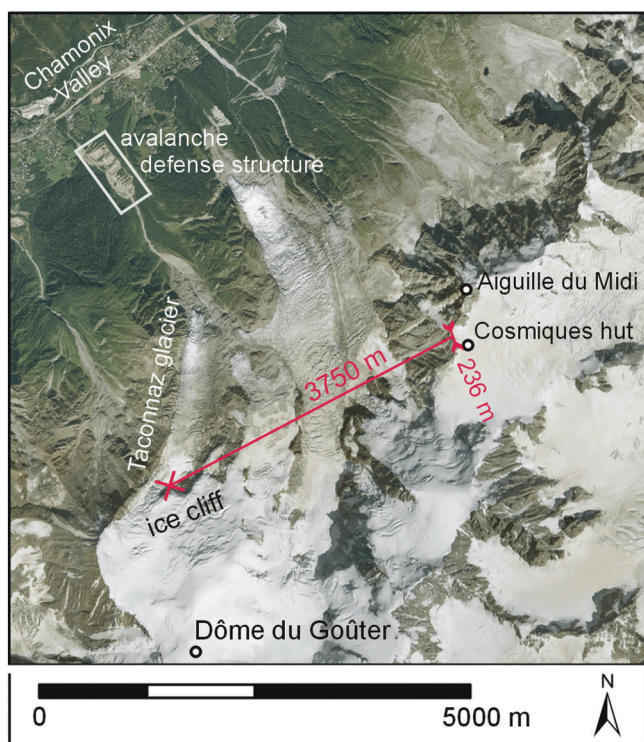 Chamonix
Valley
avalanche
defense structure
Aiguille du Midi
Cosmiques hut
3750 m
236 m
Taconnaz glacier
ice cliff
Dôme du Goûter
N
0
5000 m